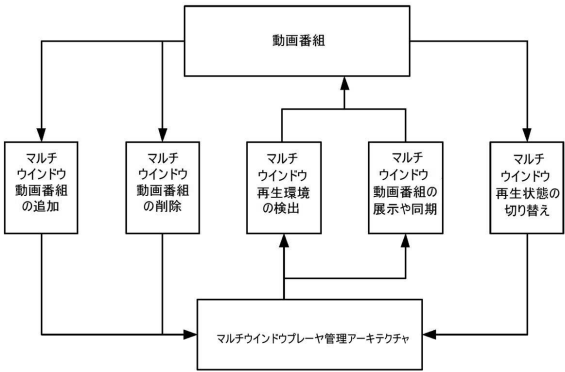 動画番組
マルチ
ウインドウ
動画番組
の追加
マルチ
ウインドウ
動画番組
の削除
マルチ
ウインドウ
再生環境
の検出
マルチ
ウインドウ
動画番組の
展示や同期
マルチ
ウインドウ
再生状態の
切り替え
マルチウインドウプレーヤ管理アーキテクチャ